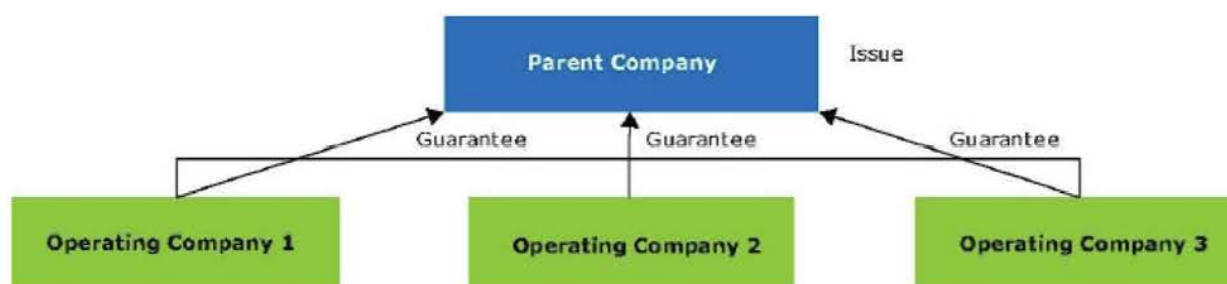 Parent Company
Issue
Guarantee
Guarantee
Guarantee
Operating Company 1
Operating Company 2
Operating Company 3